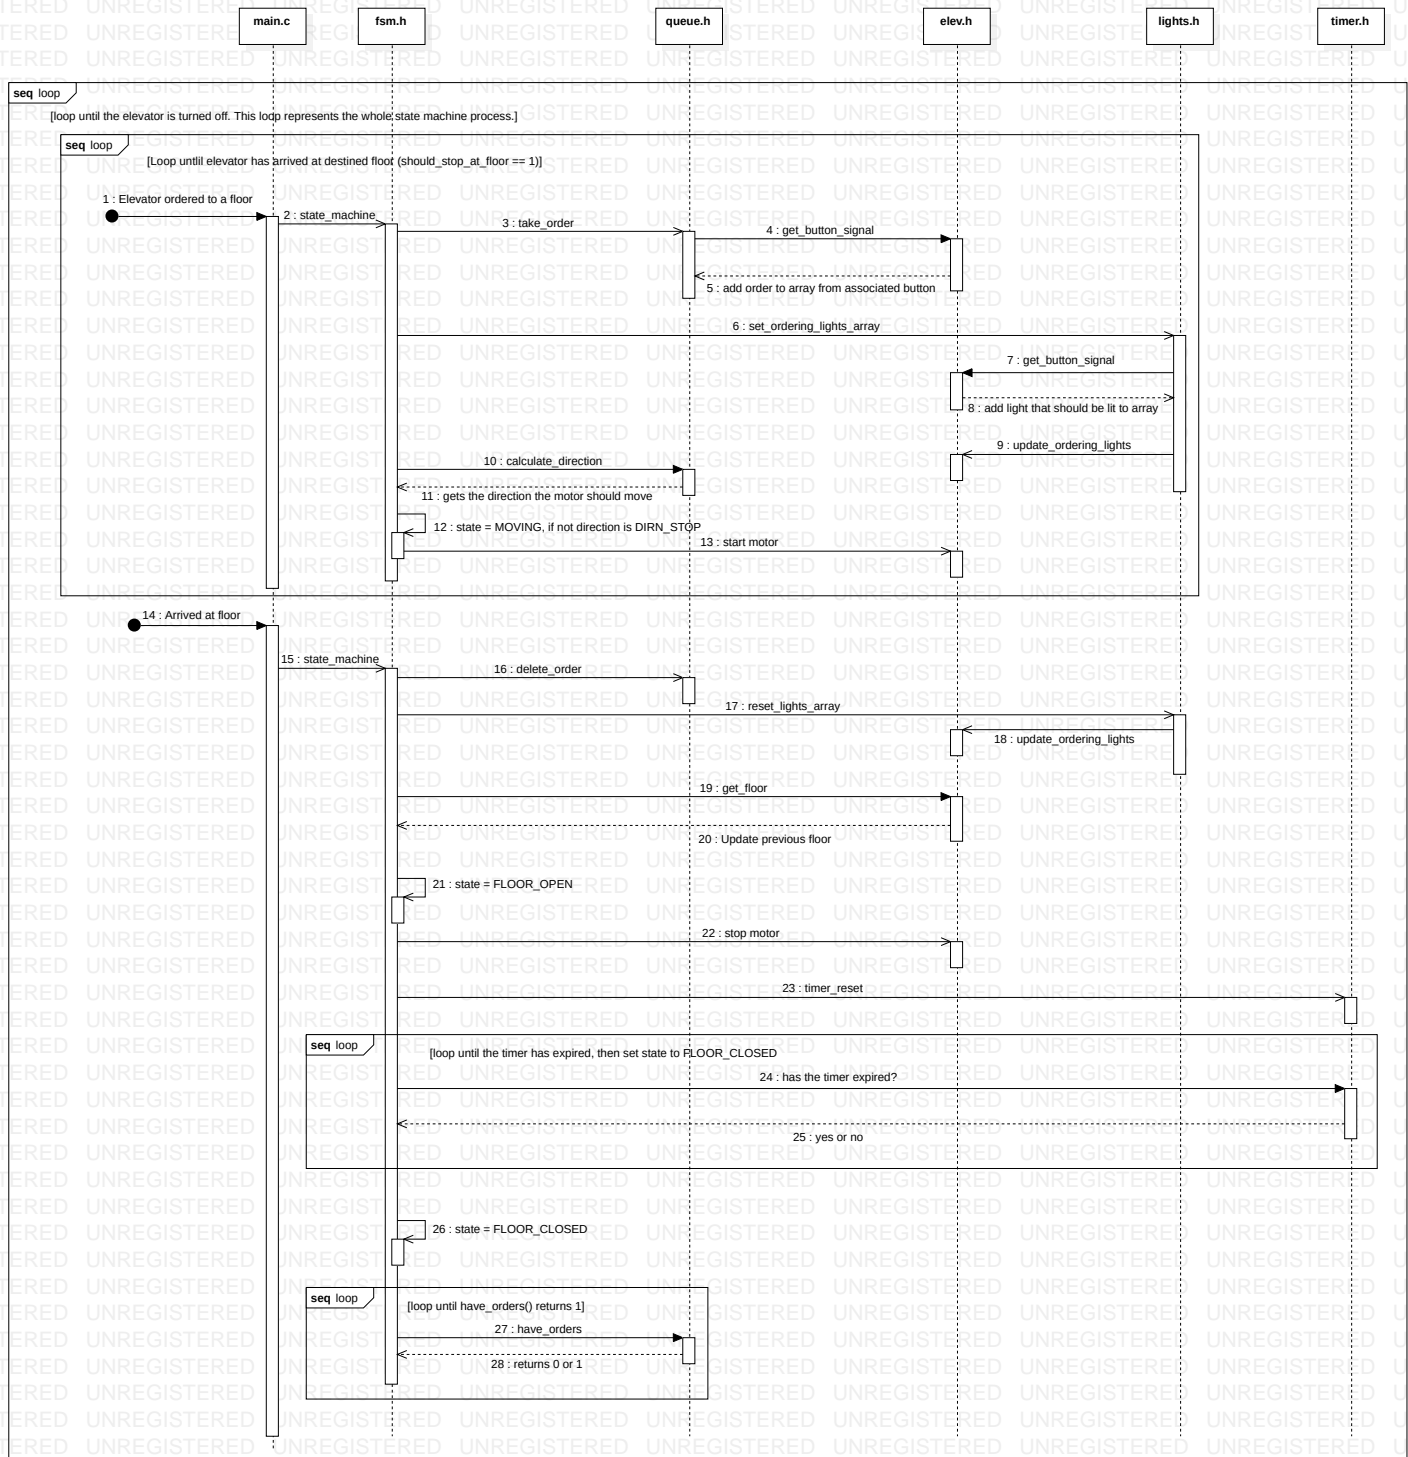 main.c
fsm.h
queue.h
elev.h
lights.h
timer.h
seq loop
[loop until the elevator is turned off. This loop represents the whole state machine process.]
seq loop
[Loop untlil elevator has arrived at destined floor (should_stop_at_floor == 1)]
1 : Elevator ordered to a floor
2 : state_machine
3 : take_order
4 : get_button_signal
5 : add order to array from associated button
6 : set_ordering_lights_array
7 : get_button_signal
8 : add light that should be lit to array
9 : update_ordering_lights
10 : calculate_direction
11 : gets the direction the motor should move
12 : state = MOVING, if not direction is DIRN_STOP
13 : start motor
14 : Arrived at floor
15 : state_machine
16 : delete_order
17 : reset_lights_array
18 : update_ordering_lights
19 : get_floor
20 : Update previous floor
21 : state = FLOOR_OPEN
22 : stop motor
23 : timer_reset
seq loop
[loop until the timer has expired, then set state to FLOOR_CLOSED
24 : has the timer expired?
25 : yes or no
26 : state = FLOOR_CLOSED
seq loop
[loop until have_orders() returns 1]
27 : have_orders
28 : returns 0 or 1
UNREGISTERED